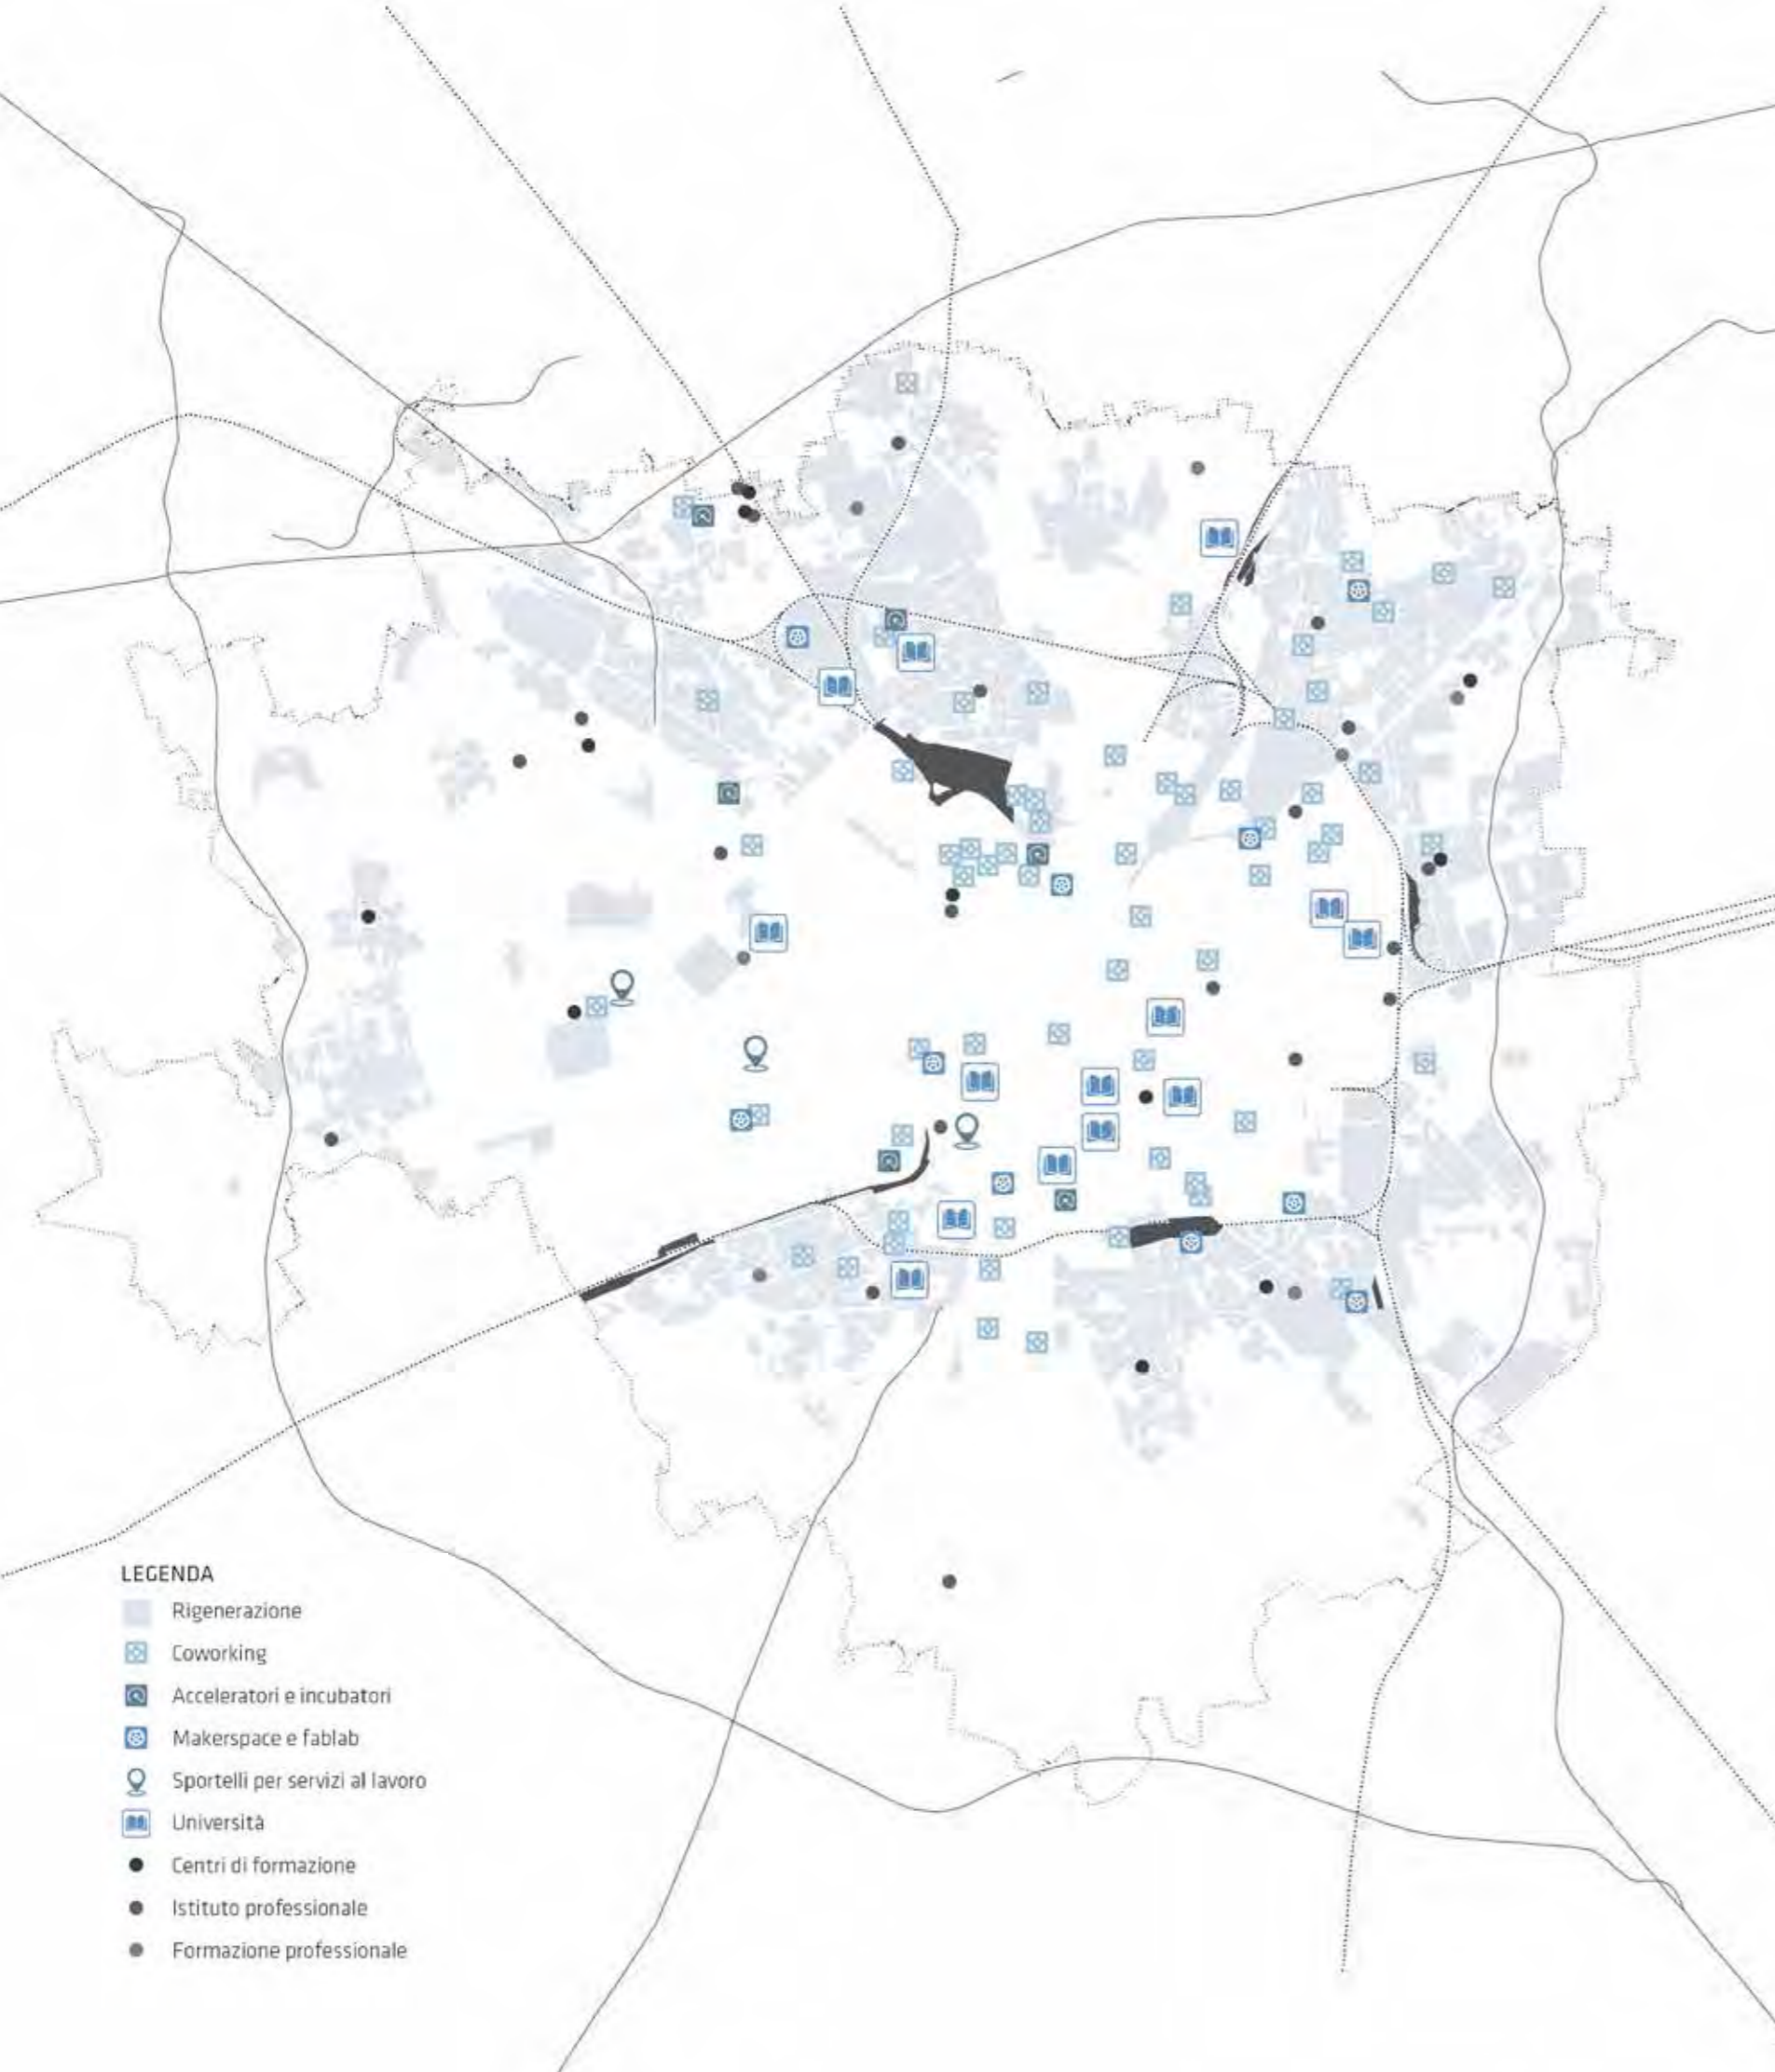 LEGENDA
Rigenerazione
Coworking
Acceleratori e incubatori
Makerspace e fablab
Sportelli per servizi al lavoro
Università
Centri di formazione
Istituto professionale
Formazione professionale